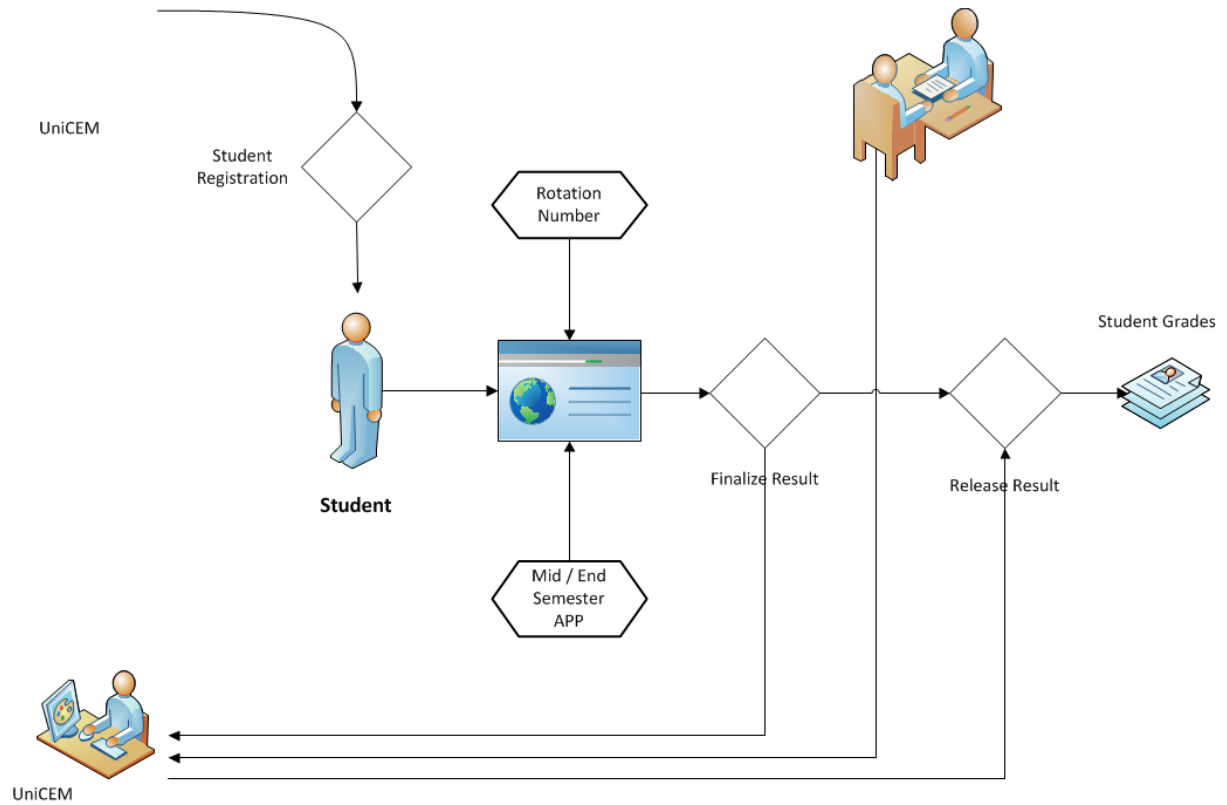 UniCEM
Student
Registration
Rotation
Number
Student Grades
Student
Finalize Result
Release Result
Mid / End
Semester
APP
UniCEM